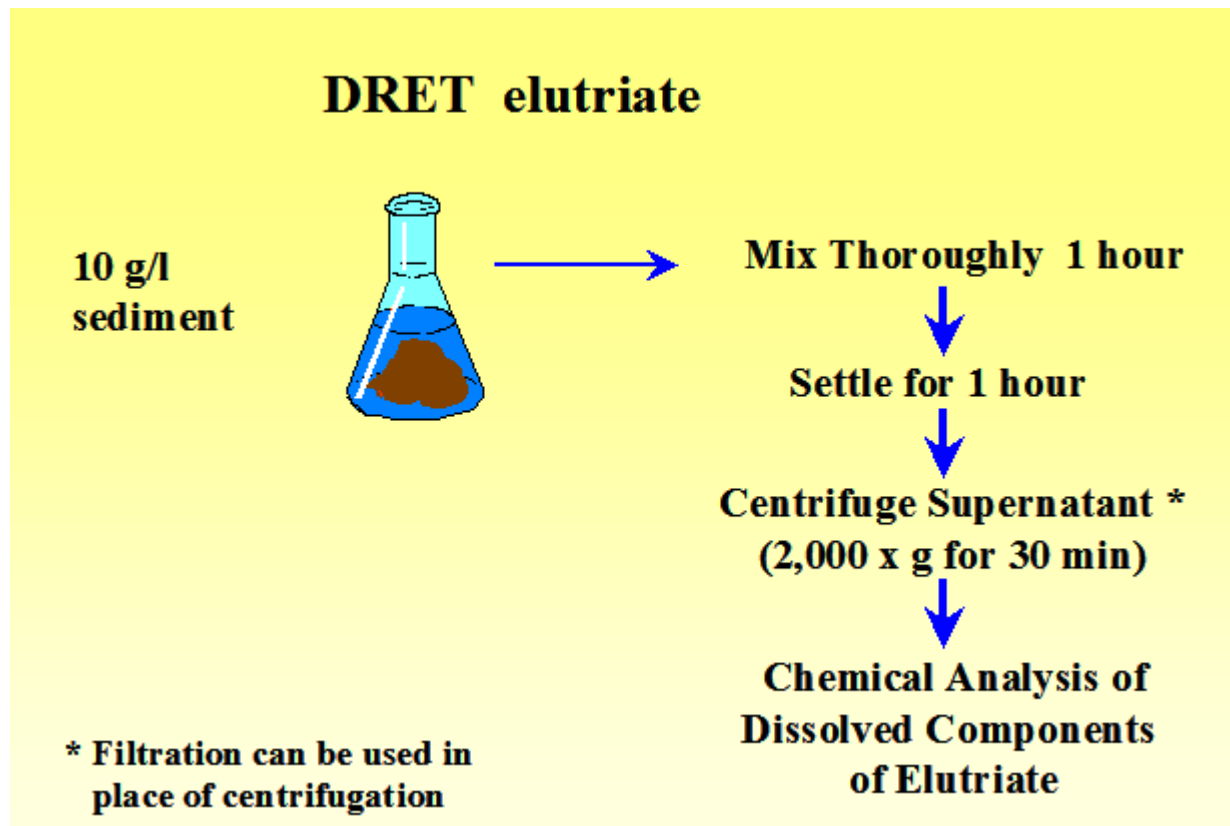 DRET elutriate
10 g/l
sediment
Mix Thoroughly 1 hour
Settle for 1 hour
Centrifuge Supernatant *
(2,000 x g for 30 min)
Chemical Analysis of
Dissolved Components
of Elutriate
* Filtration can be used in
place of centrifugation